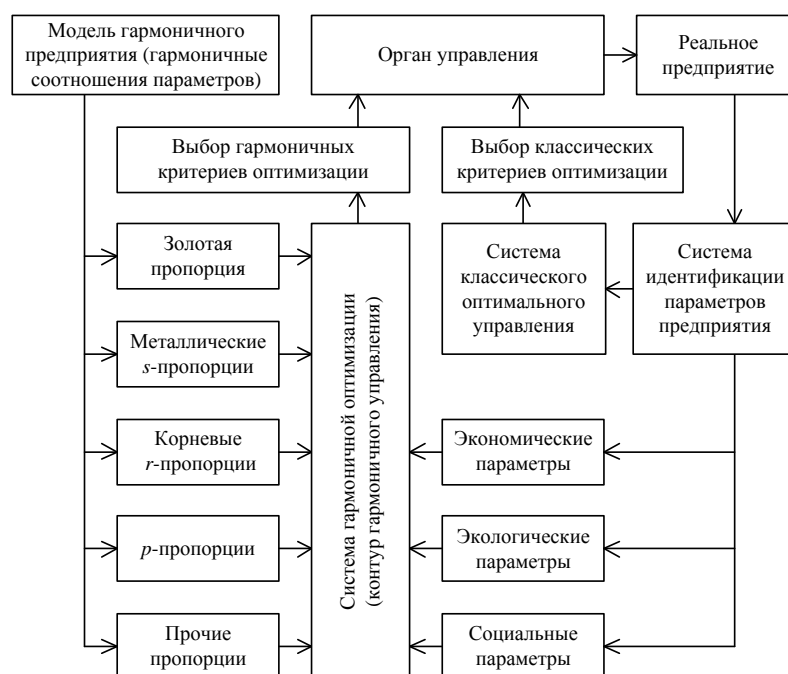 Модель гармоничного
предприятия (гармоничные
соотношения параметров)
Орган управления
Реальное
предприятие
Выбор гармоничных
критериев оптимизации
Выбор классических
критериев оптимизации
Золотая
пропорция
Металлические
s-пропорции
Корневые
r-пропорции
p-пропорции
Прочие
пропорции
Система гармоничной оптимизации
(контур гармоничного управления)
Система
классического
оптимального
управления
Система
идентификации
параметров
предприятия
Экономические
параметры
Экологические
параметры
Социальные
параметры